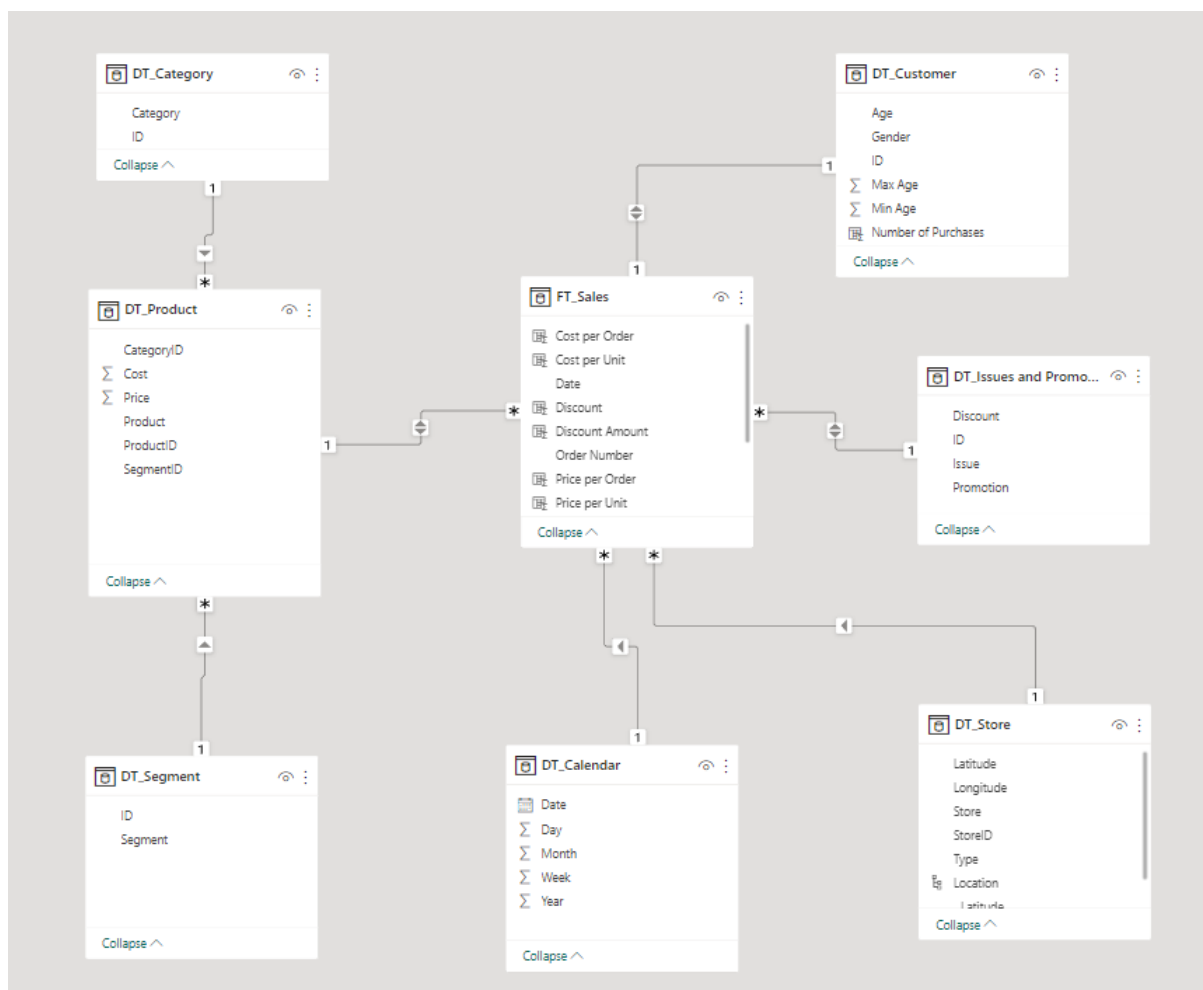 DT_Category
Category
ID
Collapse
1
*
DT_Customer
Age
Gender
ID
Max Age
Min Age
Number of Purchases
Collapse
1
1
DT_Product
CategoryID
Cost
Price
Product
ProductID
SegmentID
Collapse
1
*
*
FT_Sales
Cost per Order
Cost per Unit
Date
Discount
Discount Amount
Order Number
Price per Order
Price per Unit
Collapse
*
*
*
DT_Issues and Promo...
Discount
ID
Issue
Promotion
Collapse
1
1
DT_Segment
ID
Segment
Collapse
1
DT_Calendar
Date
Day
Month
Week
Year
Collapse
1
DT_Store
Latitude
Longitude
Store
StoreID
Type
Location
Latitude
Collapse